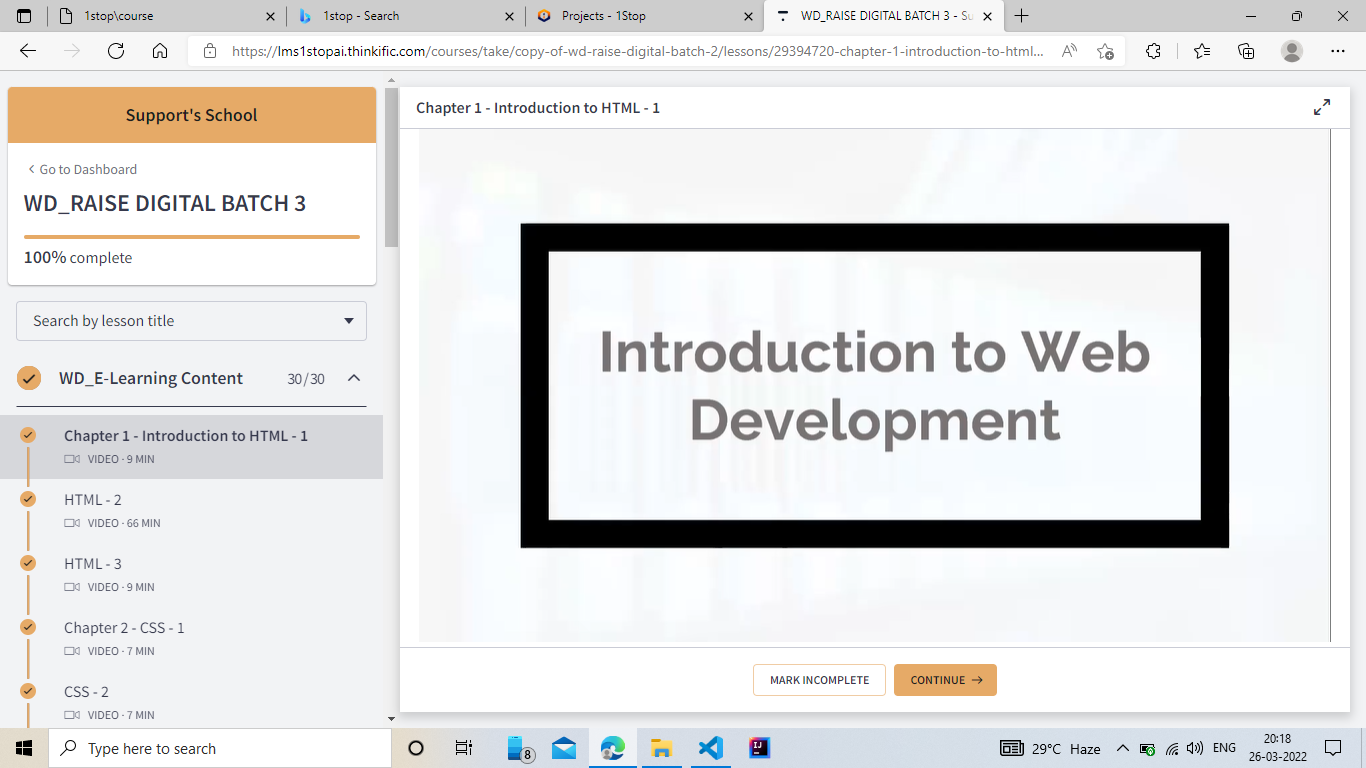 1stop\course
1stop - Search
Projects - 1Stop
WD_RAISE DIGITAL BATCH 3 - Su
https://lms1stopai.thinkific.com/courses/take/copy-of-wd-raise-digital-batch-2/lessons/29394720-chapter-1-introduction-to-html...
Support's School
Go to Dashboard
WD_RAISE DIGITAL BATCH 3
100% complete
Search by lesson title
WD_E-Learning Content 30/30
Chapter 1 - Introduction to HTML - 1
VIDEO · 9 MIN
HTML - 2
VIDEO · 66 MIN
HTML - 3
VIDEO · 9 MIN
Chapter 2 - CSS - 1
VIDEO · 7 MIN
CSS - 2
VIDEO · 7 MIN
Chapter 1 - Introduction to HTML - 1
Introduction to Web
Development
MARK INCOMPLETE
CONTINUE →
Type here to search
8
IJ
29°C Haze
ENG
20:18
26-03-2022